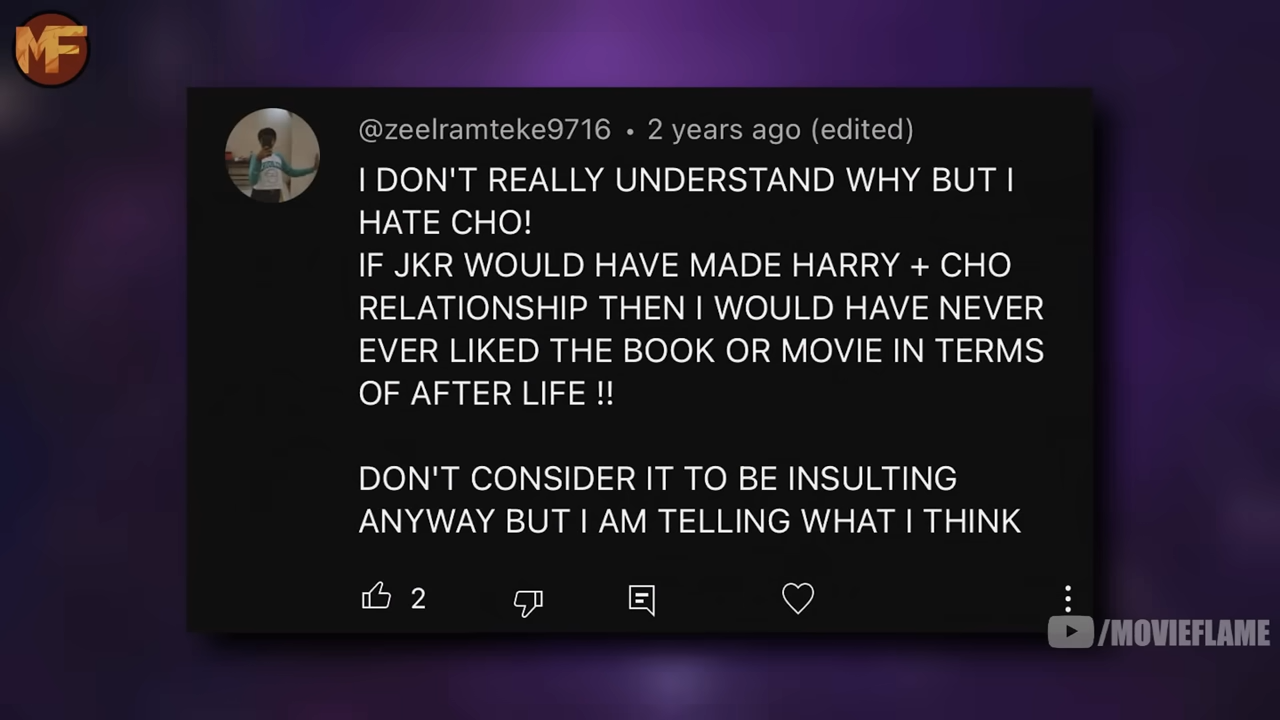 MF
@zeelramteke9716 • 2 years ago (edited)
I DON'T REALLY UNDERSTAND WHY BUT I
HATE CHO!
IF JKR WOULD HAVE MADE HARRY + CHO
RELATIONSHIP THEN I WOULD HAVE NEVER
EVER LIKED THE BOOK OR MOVIE IN TERMS
OF AFTER LIFE !!
DON'T CONSIDER IT TO BE INSULTING
ANYWAY BUT I AM TELLING WHAT I THINK
2
/MOVIEFLAME